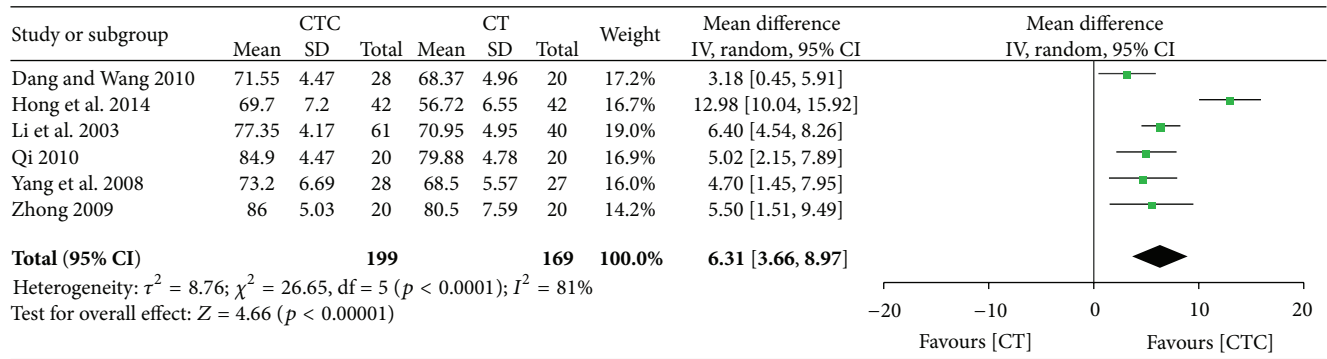 Study or subgroup CTC CT Weight Mean difference Mean difference
Mean SD Total Mean SD Total IV, random, 95% CI IV, random, 95% CI
Dang and Wang 2010 71.55 4.47 28 68.37 4.96 20 17.2% 3.18 [0.45, 5.91]
Hong et al. 2014 69.7 7.2 42 56.72 6.55 42 16.7% 12.98 [10.04, 15.92]
Li et al. 2003 77.35 4.17 61 70.95 4.95 40 19.0% 6.40 [4.54, 8.26]
Qi 2010 84.9 4.47 20 79.88 4.78 20 16.9% 5.02 [2.15, 7.89]
Yang et al. 2008 73.2 6.69 28 68.5 5.57 27 16.0% 4.70 [1.45, 7.95]
Zhong 2009 86 5.03 20 80.5 7.59 20 14.2% 5.50 [1.51, 9.49]
Total (95% CI) 199 169 100.0% 6.31 [3.66, 8.97]
Heterogeneity: τ² = 8.76; χ² = 26.65, df = 5 (p < 0.0001); I² = 81%
Test for overall effect: Z = 4.66 (p < 0.00001)
−20 −10 0 10 20
Favours [CT] Favours [CTC]